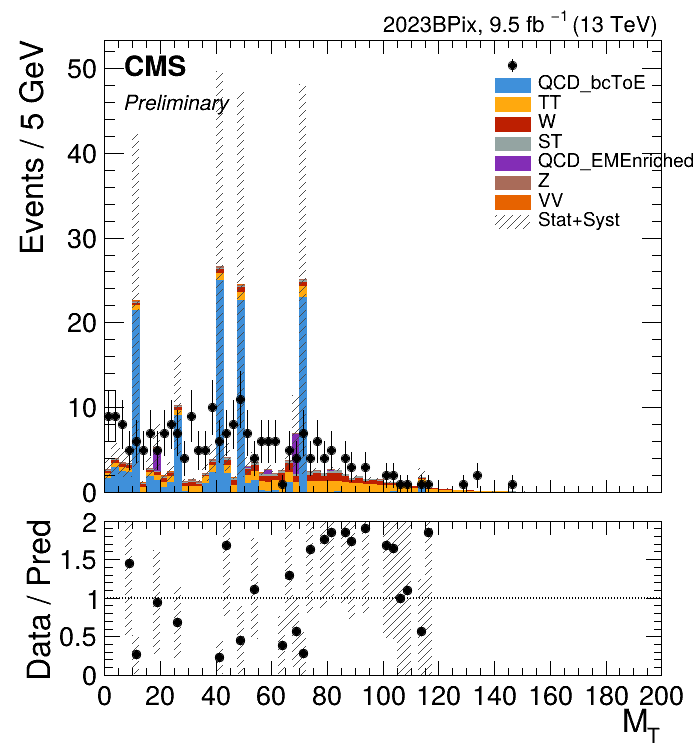 2023BPix, 9.5 fb⁻¹ (13 TeV)
CMS
Preliminary
Events / 5 GeV
50
40
30
20
10
0
QCD_bcToE
TT
W
ST
QCD_EMEnriched
Z
VV
Stat+Syst
Data / Pred
2
1.5
1
0.5
0
0 20 40 60 80 100 120 140 160 180 200
M_T